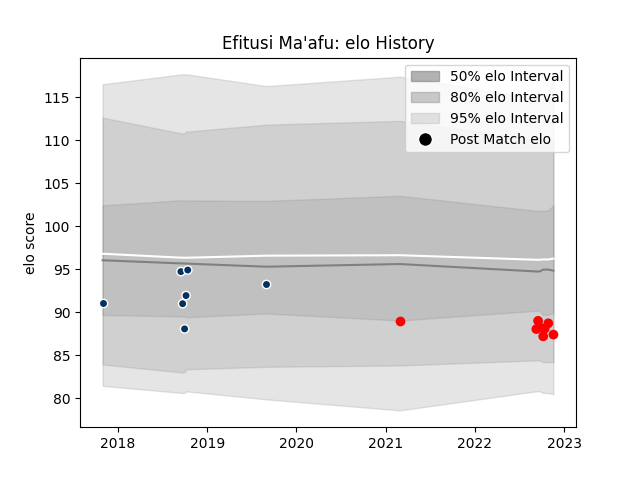 Efitusi Ma'afu: elo History
50% elo Interval
80% elo Interval
95% elo Interval
Post Match elo
elo score
115
110
105
100
95
90
85
80
2018 2019 2020 2021 2022 2023